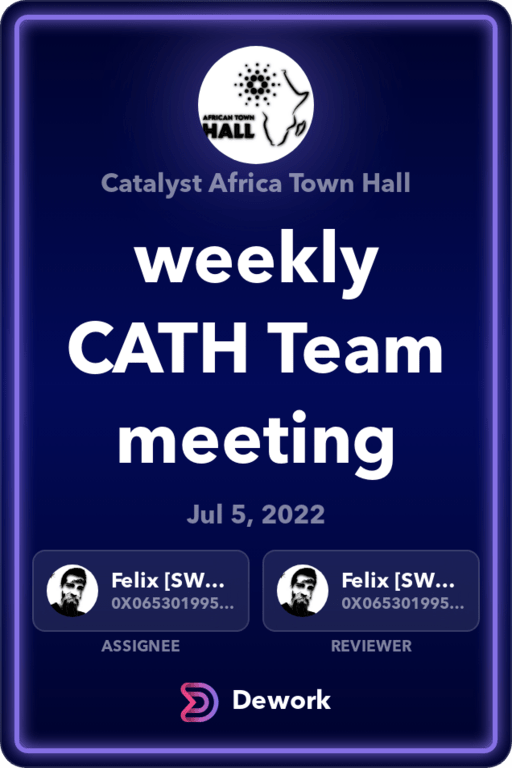 AFRICAN TOWN
HALL
Catalyst Africa Town Hall
weekly
CATH Team
meeting
Jul 5, 2022
Felix [SW...
0X065301995...
ASSIGNEE
Felix [SW...
0X065301995...
REVIEWER
Dework